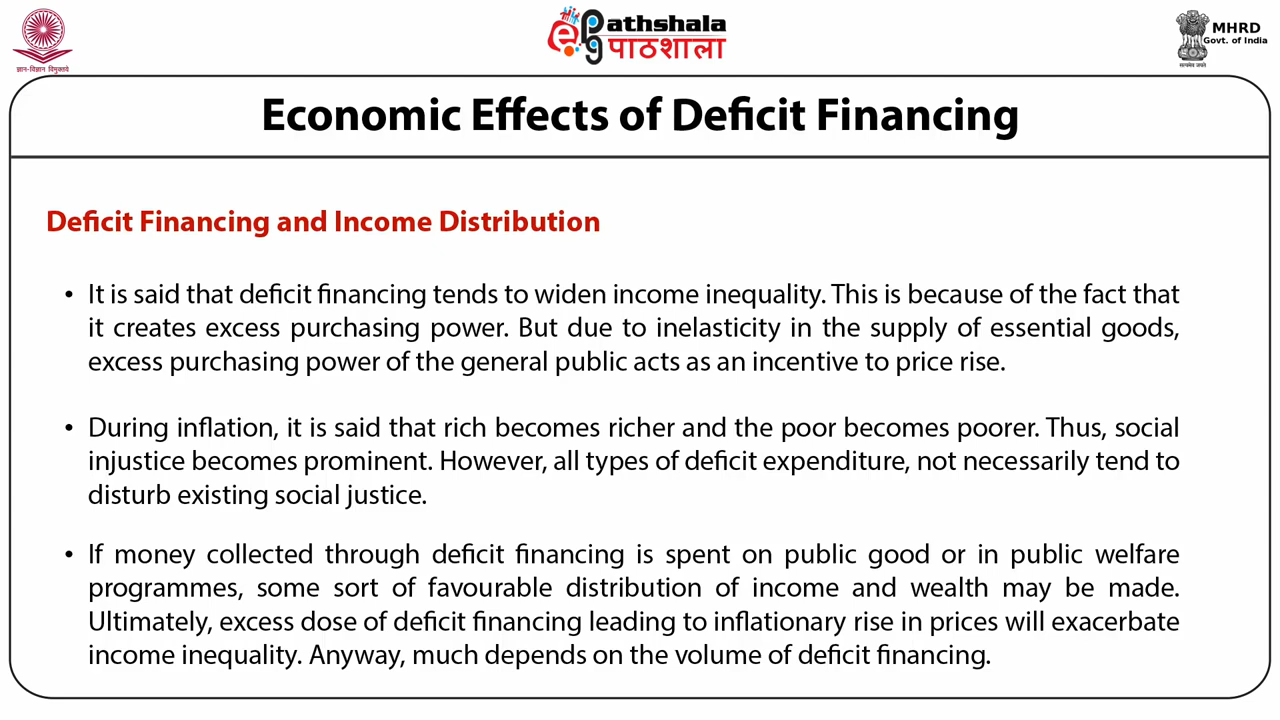 ज्ञान-विज्ञान विमुक्तये
epg Pathshala
पाठशाला
MHRD
Govt. of India
सत्यमेव जयते
Economic Effects of Deficit Financing
Deficit Financing and Income Distribution
• It is said that deficit financing tends to widen income inequality. This is because of the fact that
it creates excess purchasing power. But due to inelasticity in the supply of essential goods,
excess purchasing power of the general public acts as an incentive to price rise.
• During inflation, it is said that rich becomes richer and the poor becomes poorer. Thus, social
injustice becomes prominent. However, all types of deficit expenditure, not necessarily tend to
disturb existing social justice.
• If money collected through deficit financing is spent on public good or in public welfare
programmes, some sort of favourable distribution of income and wealth may be made.
Ultimately, excess dose of deficit financing leading to inflationary rise in prices will exacerbate
income inequality. Anyway, much depends on the volume of deficit financing.